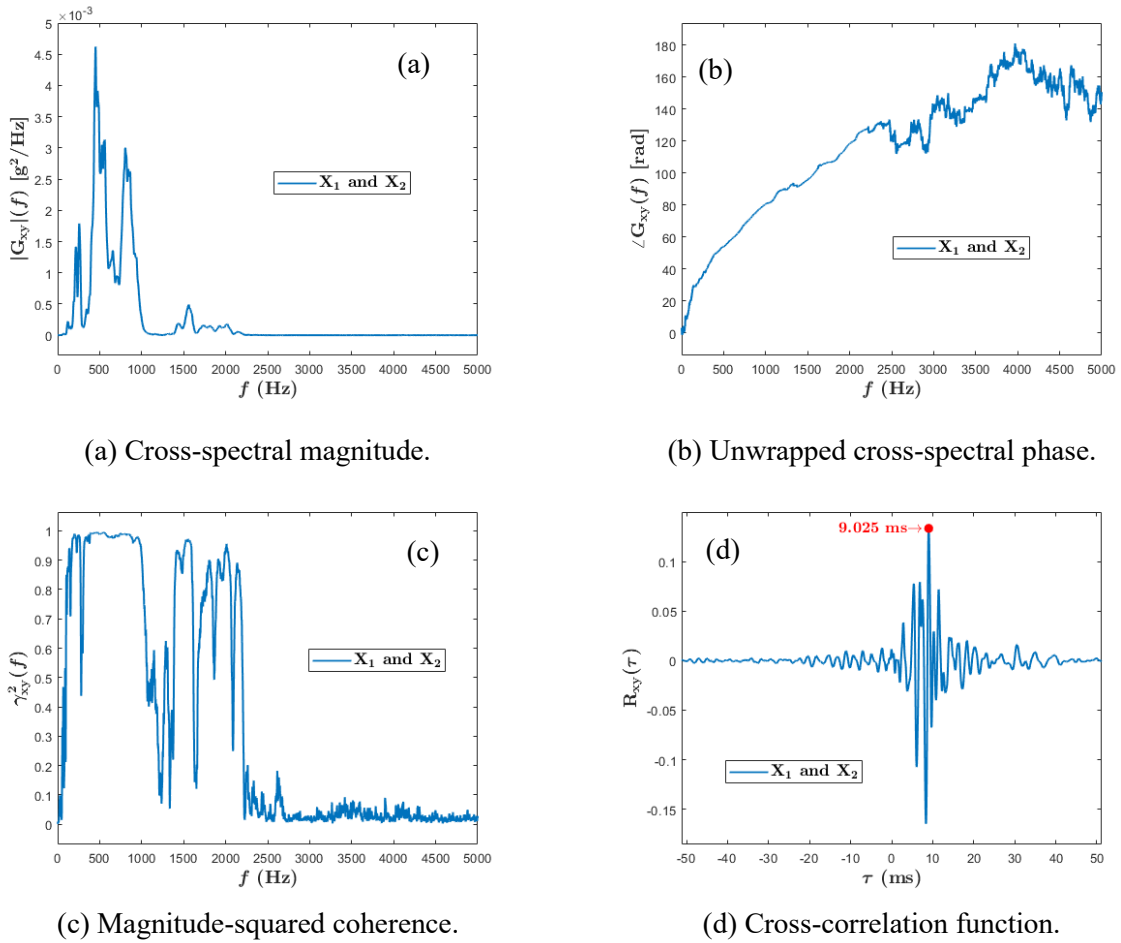 ×10⁻³
5
4.5
4
3.5
3
2.5
2
1.5
1
0.5
0
|Gxy|(f) [g²/Hz]
(a)
X₁ and X₂
0 500 1000 1500 2000 2500 3000 3500 4000 4500 5000
f (Hz)
(a) Cross-spectral magnitude.
180
160
140
120
100
80
60
40
20
0
∠Gxy(f) [rad]
(b)
X₁ and X₂
0 500 1000 1500 2000 2500 3000 3500 4000 4500 5000
f (Hz)
(b) Unwrapped cross-spectral phase.
1
0.9
0.8
0.7
0.6
0.5
0.4
0.3
0.2
0.1
0
γ²xy(f)
(c)
X₁ and X₂
0 500 1000 1500 2000 2500 3000 3500 4000 4500 5000
f (Hz)
(c) Magnitude-squared coherence.
0.1
0.05
0
-0.05
-0.1
-0.15
Rxy(τ)
9.025 ms→
(d)
X₁ and X₂
-50 -40 -30 -20 -10 0 10 20 30 40 50
τ (ms)
(d) Cross-correlation function.